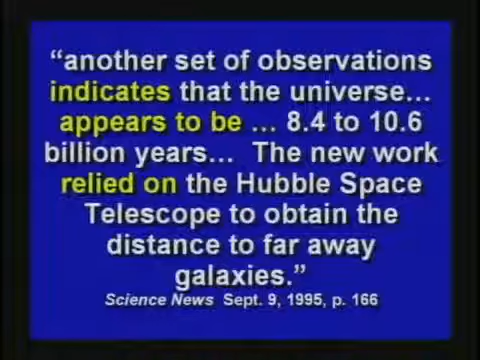 “another set of observations
indicates that the universe…
appears to be … 8.4 to 10.6
billion years… The new work
relied on the Hubble Space
Telescope to obtain the
distance to far away
galaxies.”
Science News Sept. 9, 1995, p. 166